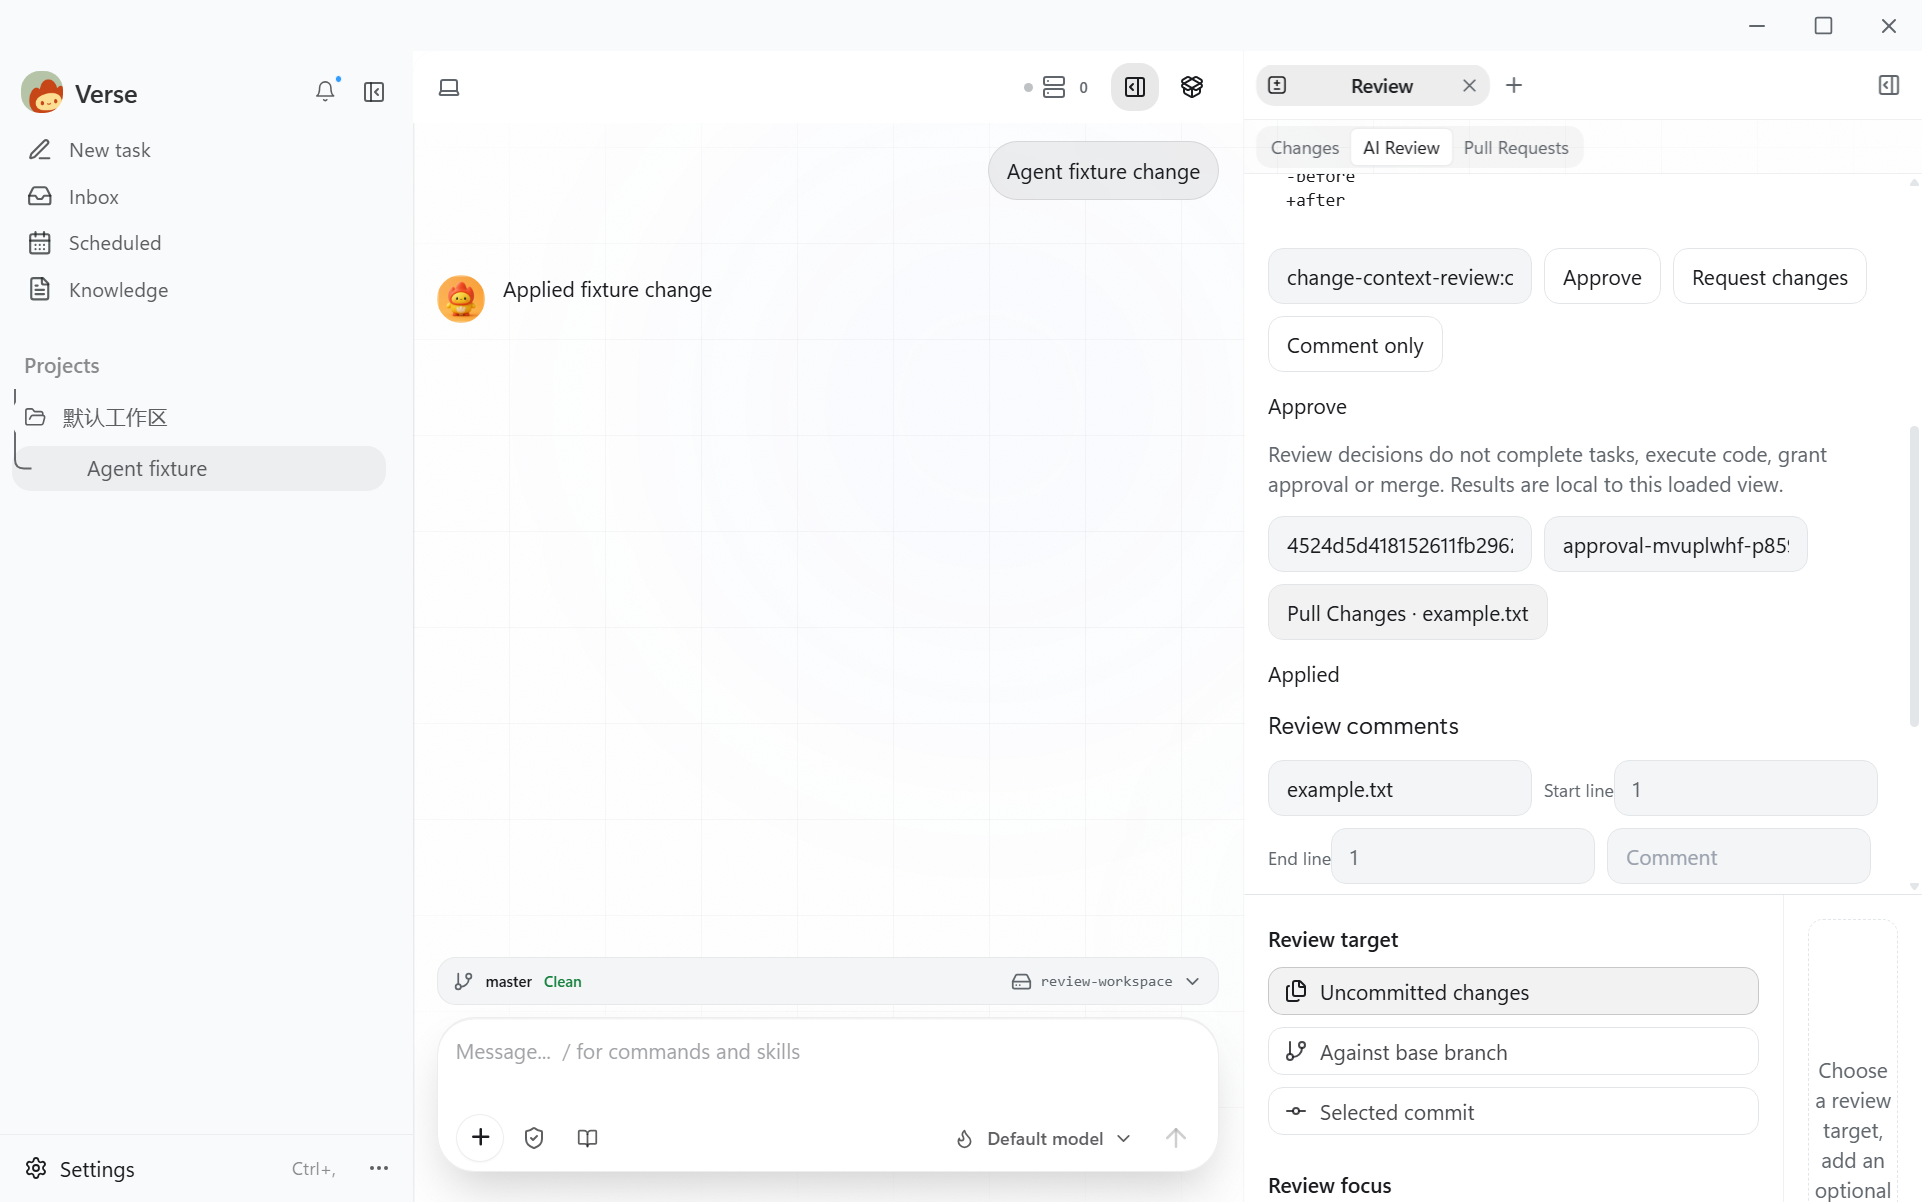 Verse
New task
Inbox
Scheduled
Knowledge
Projects
默认工作区
Agent fixture
Settings
Ctrl+,
0
Agent fixture change
Applied fixture change
master
Clean
review-workspace
Message... / for commands and skills
Default model
Review
Changes
AI Review
Pull Requests
-before
+after
change-context-review:c
Approve
Request changes
Comment only
Approve
Review decisions do not complete tasks, execute code, grant
approval or merge. Results are local to this loaded view.
4524d5d418152611fb2962
approval-mvuplwhf-p859
Pull Changes · example.txt
Applied
Review comments
example.txt
Start line
1
End line
1
Comment
Review target
Uncommitted changes
Against base branch
Selected commit
Review focus
Choose
a review
target,
add an
optional